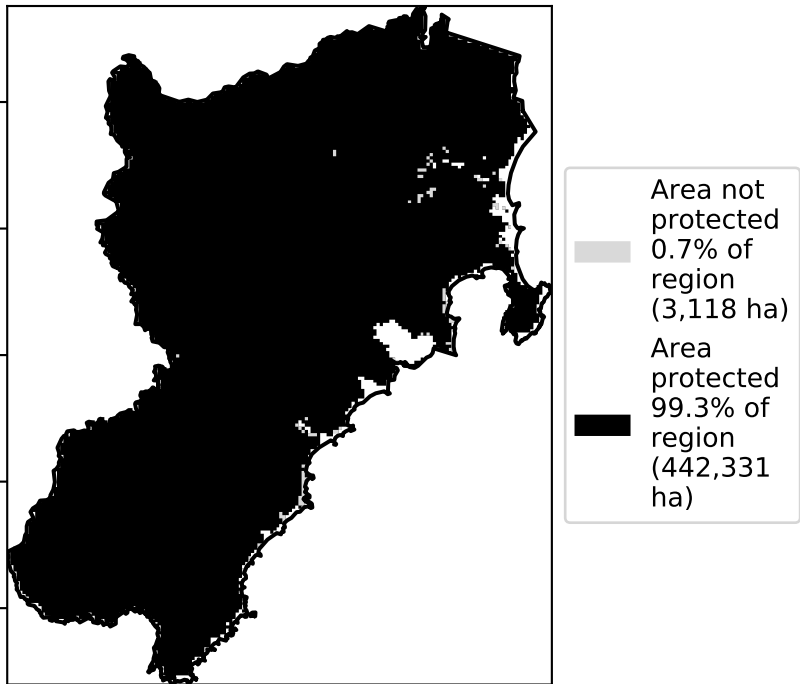 Area not
protected
0.7% of
region
(3,118 ha)
Area
protected
99.3% of
region
(442,331
ha)